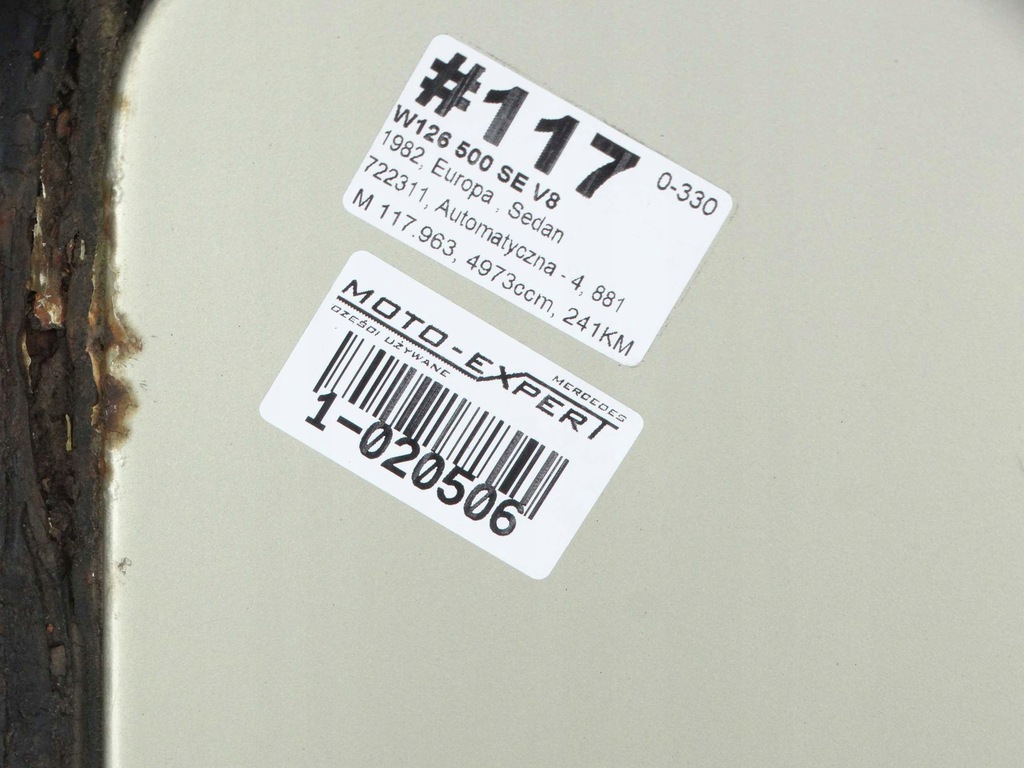 #117 0-330
W126 500 SE V8
1982, Europa , Sedan
722311, Automatyczna - 4, 881
M 117.963, 4973ccm, 241KM
MOTO-EXPERT
CZĘŚCI UŻYWANE MERCEDES
1-020506